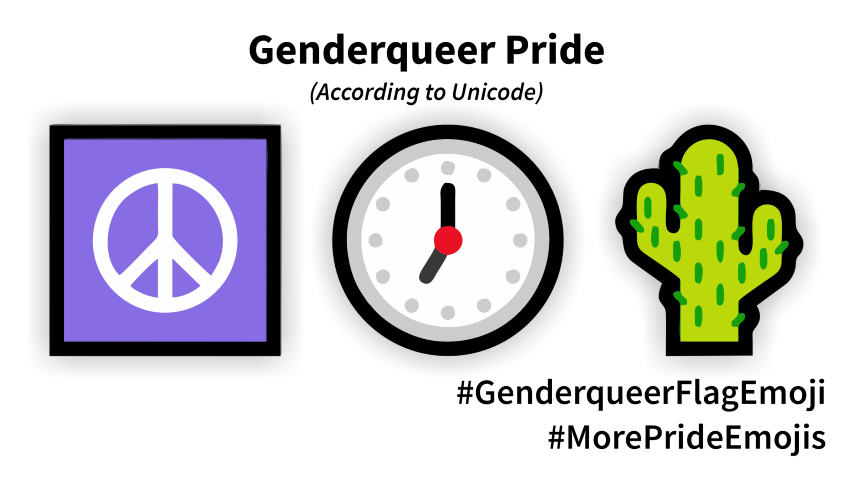 Genderqueer Pride
(According to Unicode)
#GenderqueerFlagEmoji
#MorePrideEmojis